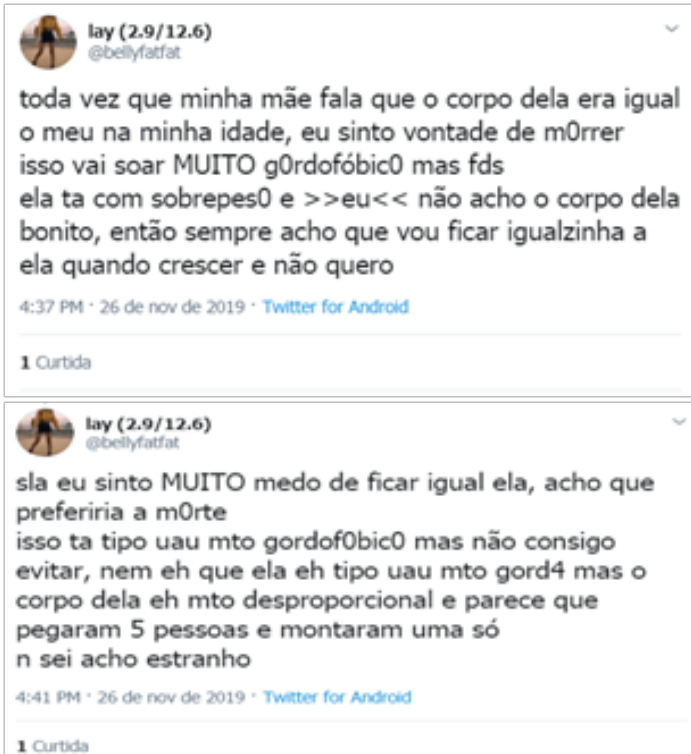 lay (2.9/12.6)
@bellyfatfat
toda vez que minha mãe fala que o corpo dela era igual
o meu na minha idade, eu sinto vontade de m0rrer
isso vai soar MUITO g0rdofóbic0 mas fds
ela ta com sobrepes0 e >>eu<< não acho o corpo dela
bonito, então sempre acho que vou ficar igualzinha a
ela quando crescer e não quero
4:37 PM · 26 de nov de 2019 · Twitter for Android
1 Curtida
lay (2.9/12.6)
@bellyfatfat
sla eu sinto MUITO medo de ficar igual ela, acho que
preferiria a m0rte
isso ta tipo uau mto gordof0bic0 mas não consigo
evitar, nem eh que ela eh tipo uau mto gord4 mas o
corpo dela eh mto desproporcional e parece que
pegaram 5 pessoas e montaram uma só
n sei acho estranho
4:41 PM · 26 de nov de 2019 · Twitter for Android
1 Curtida